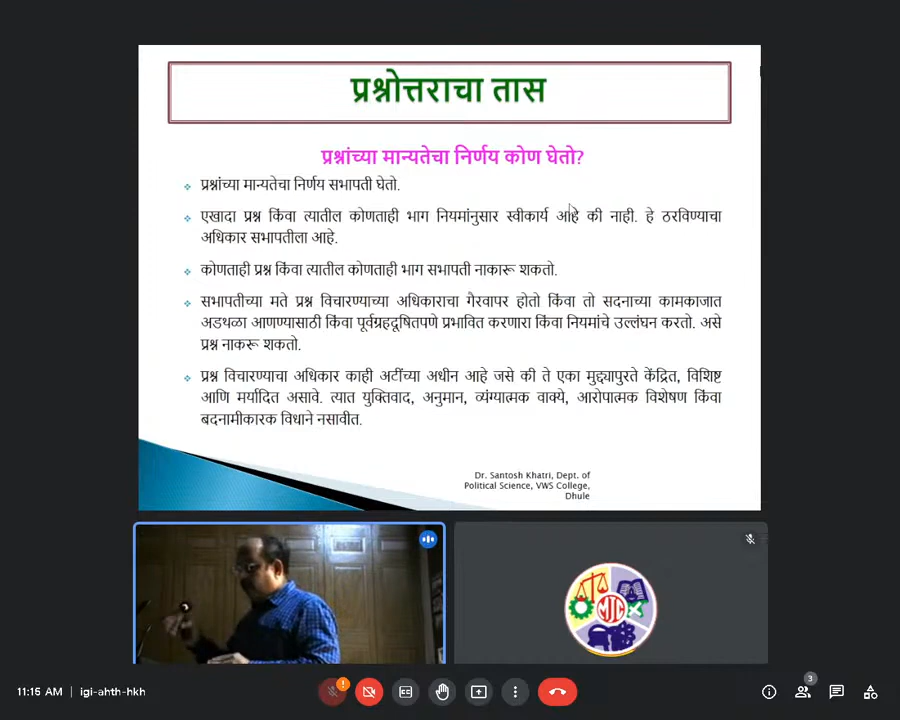 प्रश्नोत्तराचा तास
प्रश्नांच्या मान्यतेचा निर्णय कोण घेतो?
प्रश्नांच्या मान्यतेचा निर्णय सभापती घेतो.
एखादा प्रश्न किंवा त्यातील कोणताही भाग नियमांनुसार स्वीकार्य आहे की नाही. हे ठरविण्याचा
अधिकार सभापतीला आहे.
कोणताही प्रश्न किंवा त्यातील कोणताही भाग सभापती नाकारू शकतो.
सभापतीच्या मते प्रश्न विचारण्याच्या अधिकाराचा गैरवापर होतो किंवा तो सदनाच्या कामकाजात
अडथळा आणण्यासाठी किंवा पूर्वग्रहदूषितपणे प्रभावित करणारा किंवा नियमांचे उल्लंघन करतो. असे
प्रश्न नाकारू शकतो.
प्रश्न विचारण्याचा अधिकार काही अटींच्या अधीन आहे जसे की ते एका मुद्द्यापुरते केंद्रित, विशिष्ट
आणि मर्यादित असावे. त्यात युक्तिवाद, अनुमान, व्यंग्यात्मक वाक्ये, आरोपात्मक विशेषण किंवा
बदनामीकारक विधाने नसावीत.
Dr. Santosh Khatri, Dept. of
Political Science, VWS College,
Dhule
MJC
11:15 AM | igi-ahth-hkh
3